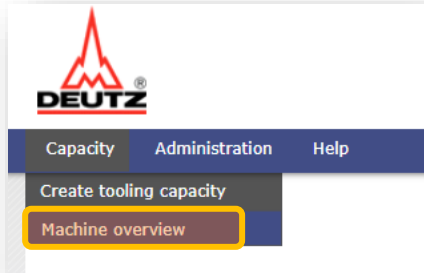 DEUTZ ®
Capacity Administration Help
Create tooling capacity
Machine overview